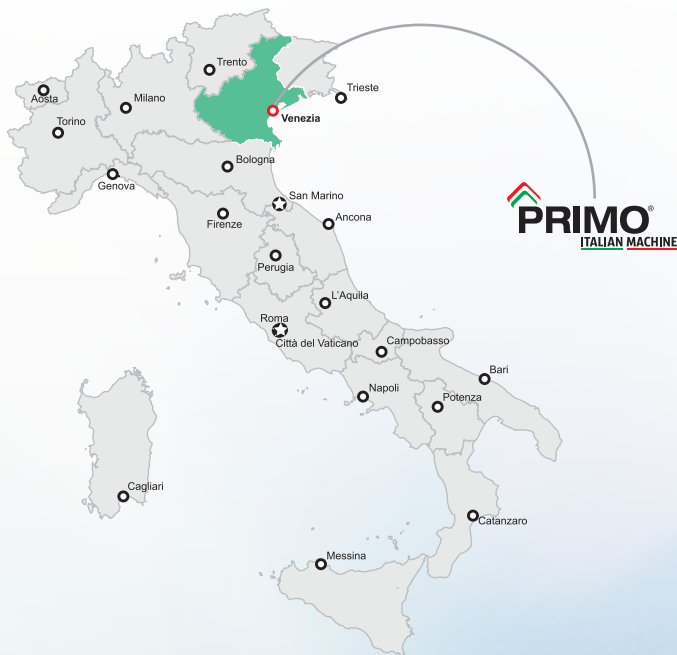 Trento
Aosta
Milano
Trieste
Torino
Venezia
Bologna
Genova
San Marino
PRIMO®
ITALIAN MACHINE
Firenze
Ancona
Perugia
L'Aquila
Roma
Città del Vaticano
Campobasso
Bari
Napoli
Potenza
Cagliari
Catanzaro
Messina